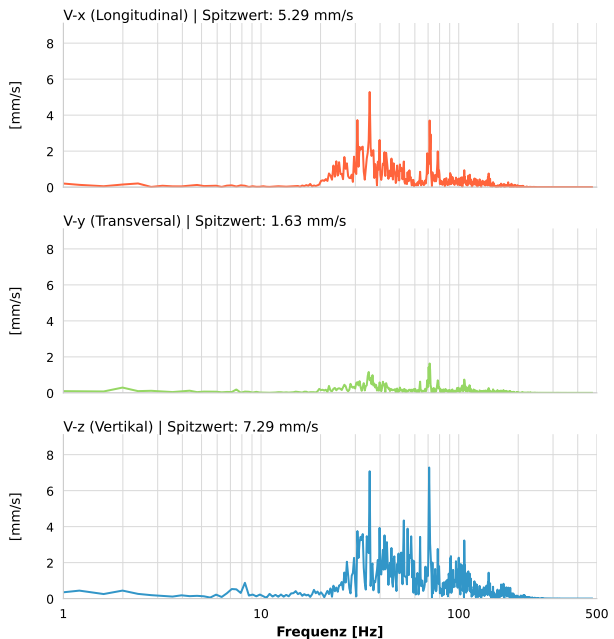 V-x (Longitudinal) | Spitzwert: 5.29 mm/s
8
6
4
2
0
[mm/s]
V-y (Transversal) | Spitzwert: 1.63 mm/s
8
6
4
2
0
[mm/s]
V-z (Vertikal) | Spitzwert: 7.29 mm/s
8
6
4
2
0
[mm/s]
1 10 100 500
Frequenz [Hz]